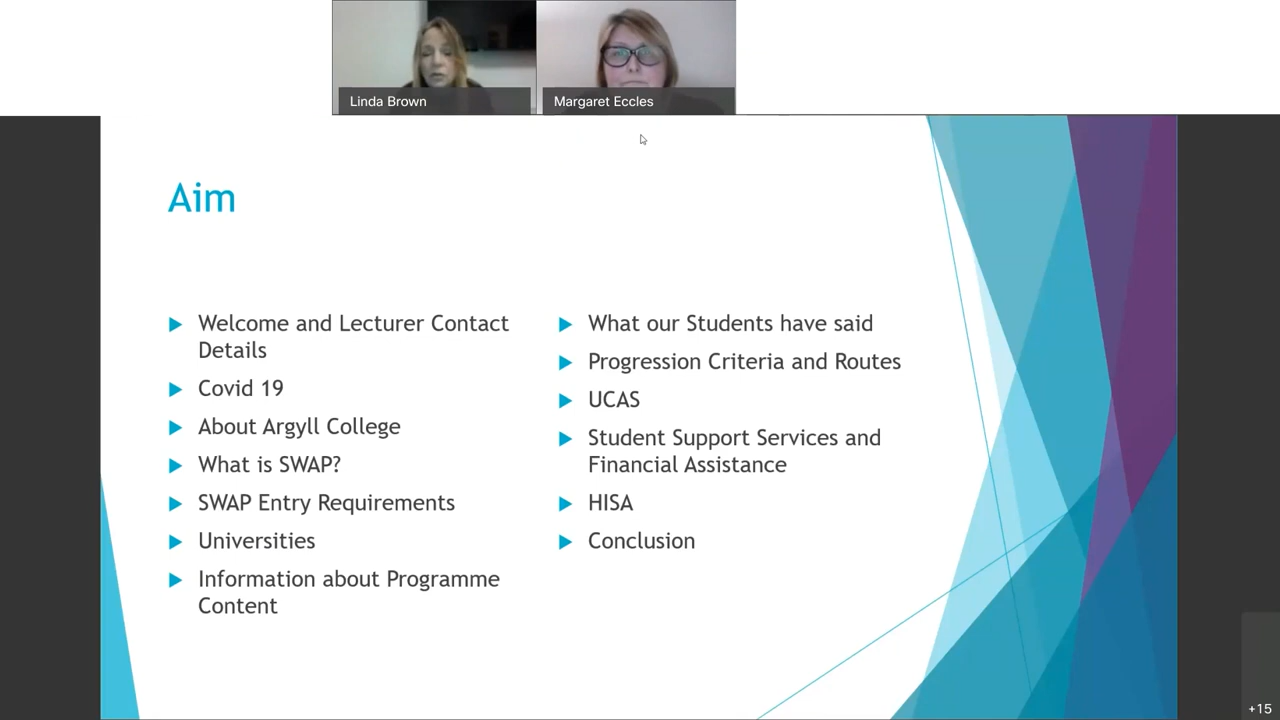 Linda Brown
Margaret Eccles
Aim
Welcome and Lecturer Contact
Details
Covid 19
About Argyll College
What is SWAP?
SWAP Entry Requirements
Universities
Information about Programme
Content
What our Students have said
Progression Criteria and Routes
UCAS
Student Support Services and
Financial Assistance
HISA
Conclusion
+15